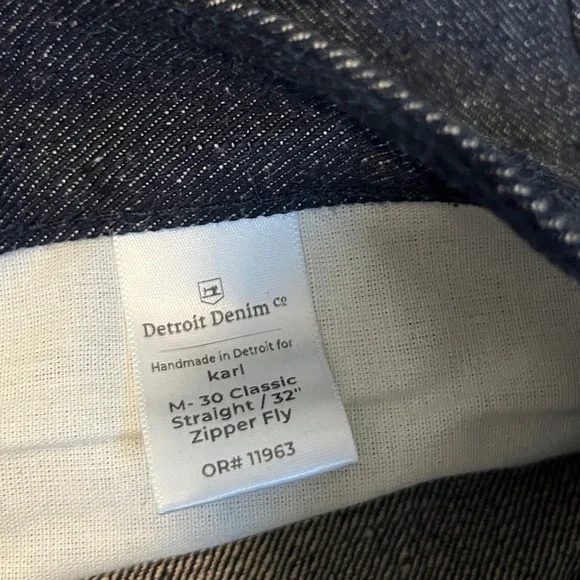 Detroit Denim Co
Handmade in Detroit for
karl
M- 30 Classic
Straight / 32"
Zipper Fly
OR# 11963